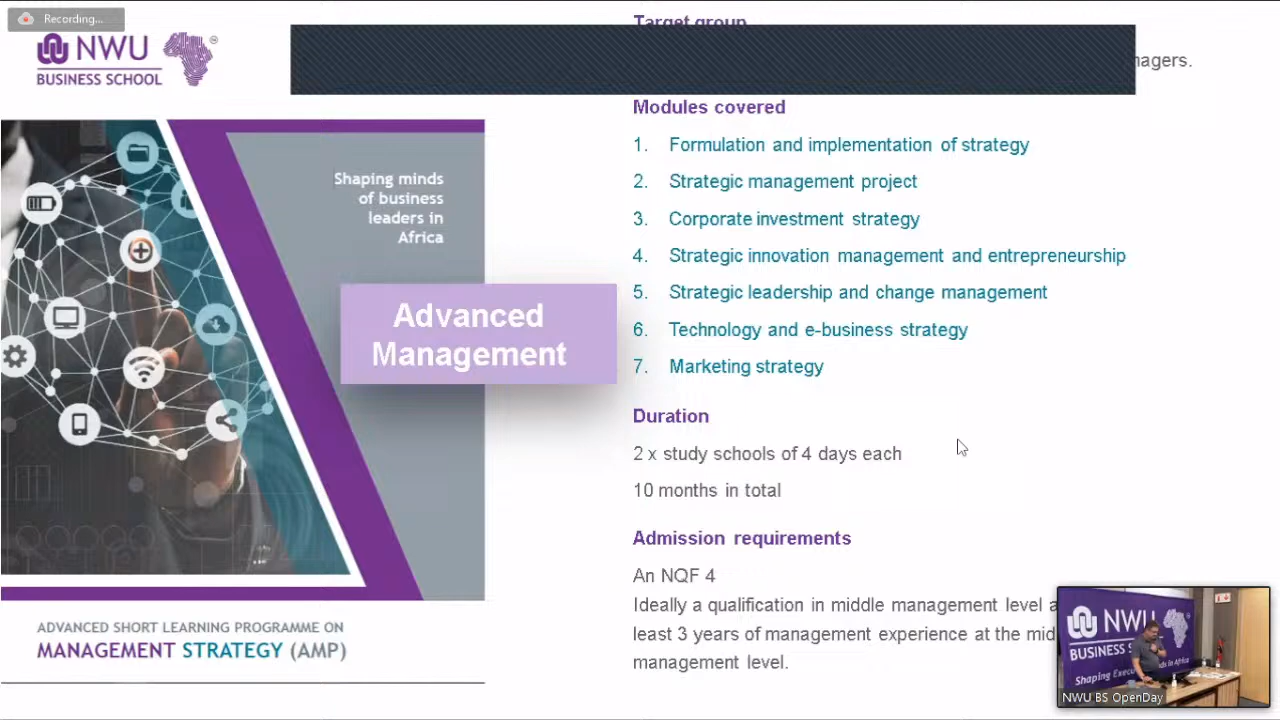 Recording...
NWU
BUSINESS SCHOOL
Target group
nagers.
Modules covered
1. Formulation and implementation of strategy
2. Strategic management project
3. Corporate investment strategy
4. Strategic innovation management and entrepreneurship
5. Strategic leadership and change management
6. Technology and e-business strategy
7. Marketing strategy
Duration
2 x study schools of 4 days each
10 months in total
Admission requirements
An NQF 4
Ideally a qualification in middle management level
least 3 years of management experience at the mid
management level.
Shaping minds
of business
leaders in
Africa
Advanced
Management
ADVANCED SHORT LEARNING PROGRAMME ON
MANAGEMENT STRATEGY (AMP)
NWU
BUSINESS
NWU BS OpenDay